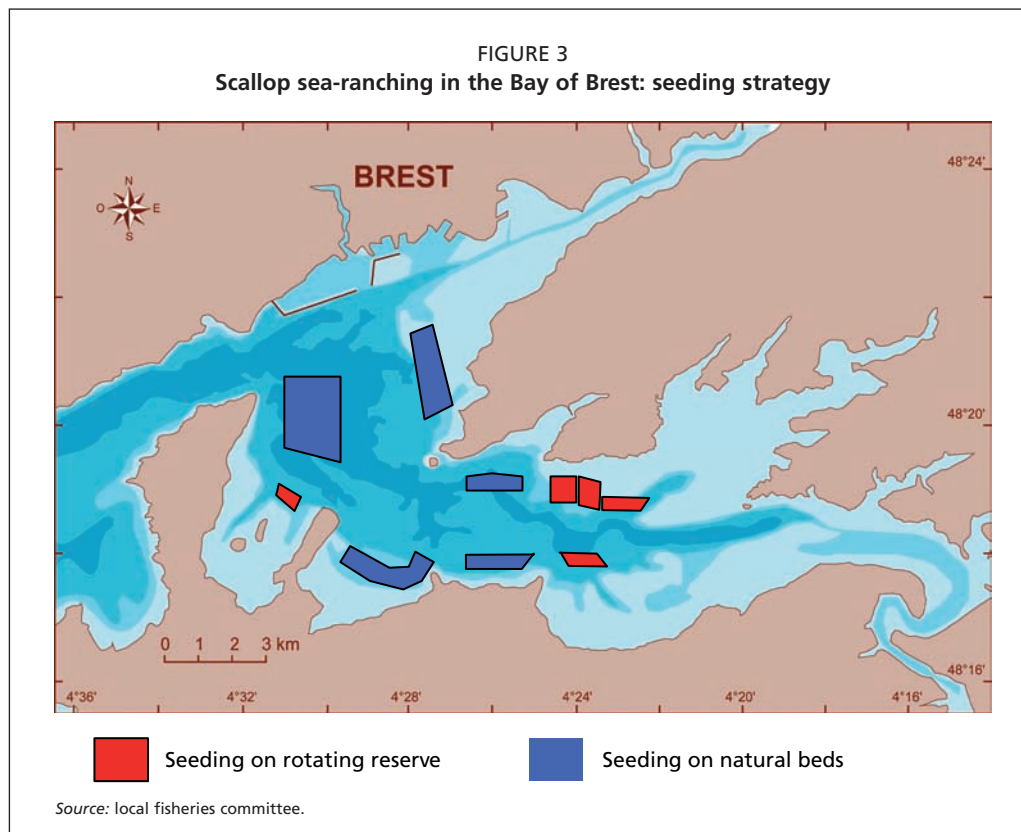 FIGURE 3
Scallop sea-ranching in the Bay of Brest: seeding strategy
BREST
48°24'
N
O E
S
48°20'
0 1 2 3 km
48°16'
4°36' 4°32' 4°28' 4°24' 4°20' 4°16'
Seeding on rotating reserve Seeding on natural beds
Source: local fisheries committee.